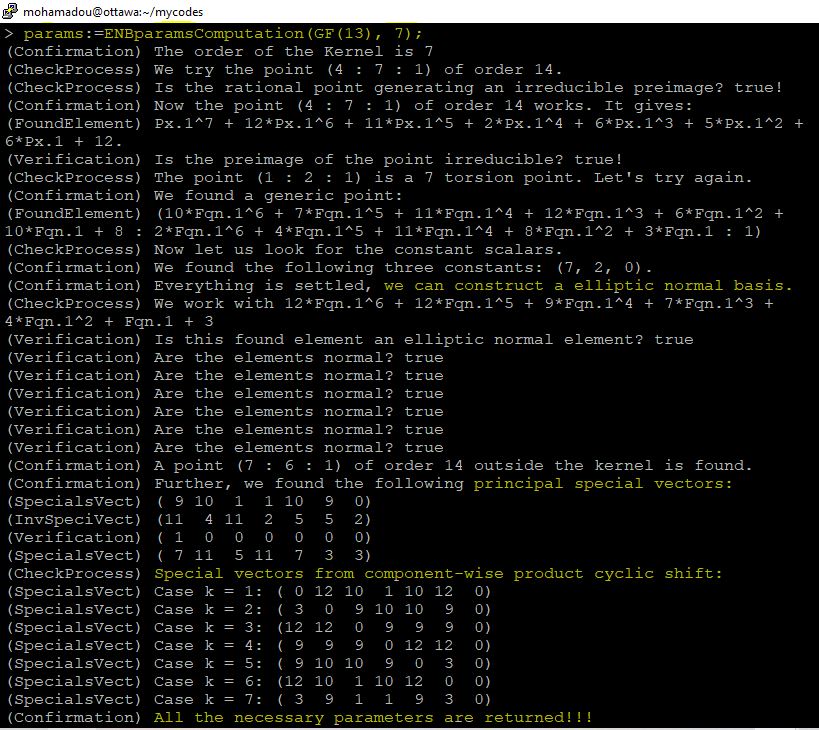 mohamadou@ottawa:~/mycodes
> params:=ENBparamsComputation(GF(13), 7);
(Confirmation) The order of the Kernel is 7
(CheckProcess) We try the point (4 : 7 : 1) of order 14.
(CheckProcess) Is the rational point generating an irreducible preimage? true!
(Confirmation) Now the point (4 : 7 : 1) of order 14 works. It gives:
(FoundElement) Px.1^7 + 12*Px.1^6 + 11*Px.1^5 + 2*Px.1^4 + 6*Px.1^3 + 5*Px.1^2 +
6*Px.1 + 12.
(Verification) Is the preimage of the point irreducible? true!
(CheckProcess) The point (1 : 2 : 1) is a 7 torsion point. Let's try again.
(Confirmation) We found a generic point:
(FoundElement) (10*Fqn.1^6 + 7*Fqn.1^5 + 11*Fqn.1^4 + 12*Fqn.1^3 + 6*Fqn.1^2 +
10*Fqn.1 + 8 : 2*Fqn.1^6 + 4*Fqn.1^5 + 11*Fqn.1^4 + 8*Fqn.1^2 + 3*Fqn.1 : 1)
(CheckProcess) Now let us look for the constant scalars.
(Confirmation) We found the following three constants: (7, 2, 0).
(Confirmation) Everything is settled, we can construct a elliptic normal basis.
(CheckProcess) We work with 12*Fqn.1^6 + 12*Fqn.1^5 + 9*Fqn.1^4 + 7*Fqn.1^3 +
4*Fqn.1^2 + Fqn.1 + 3
(Verification) Is this found element an elliptic normal element? true
(Verification) Are the elements normal? true
(Verification) Are the elements normal? true
(Verification) Are the elements normal? true
(Verification) Are the elements normal? true
(Verification) Are the elements normal? true
(Verification) Are the elements normal? true
(Confirmation) A point (7 : 6 : 1) of order 14 outside the kernel is found.
(Confirmation) Further, we found the following principal special vectors:
(SpecialsVect) ( 9 10  1  1 10  9  0)
(InvSpeciVect) (11  4 11  2  5  5  2)
(Verification) ( 1  0  0  0  0  0  0)
(SpecialsVect) ( 7 11  5 11  7  3  3)
(CheckProcess) Special vectors from component-wise product cyclic shift:
(SpecialsVect) Case k = 1: ( 0 12 10  1 10 12  0)
(SpecialsVect) Case k = 2: ( 3  0  9 10 10  9  0)
(SpecialsVect) Case k = 3: (12 12  0  9  9  9  0)
(SpecialsVect) Case k = 4: ( 9  9  9  0 12 12  0)
(SpecialsVect) Case k = 5: ( 9 10 10  9  0  3  0)
(SpecialsVect) Case k = 6: (12 10  1 10 12  0  0)
(SpecialsVect) Case k = 7: ( 3  9  1  1  9  3  0)
(Confirmation) All the necessary parameters are returned!!!